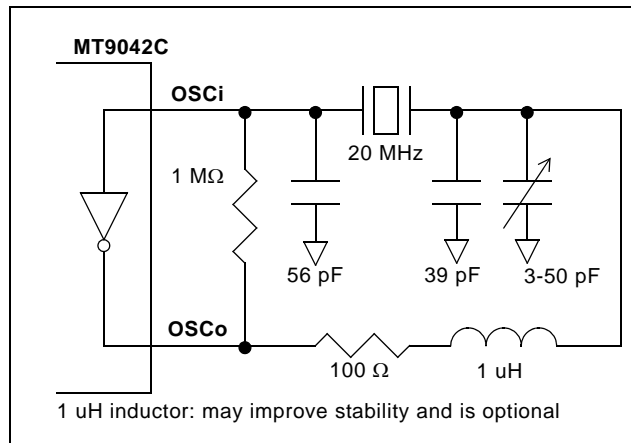 MT9042C
OSCi
20 MHz
1 MΩ
56 pF
39 pF
3-50 pF
OSCo
100 Ω
1 uH
1 uH inductor: may improve stability and is optional